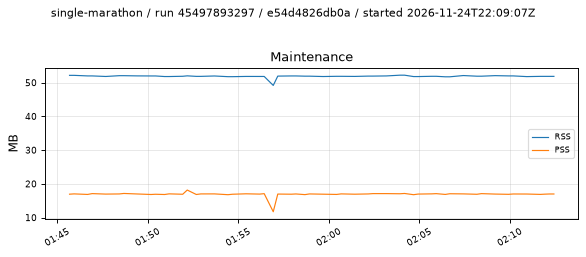 single-marathon / run 45497893297 / e54d4826db0a / started 2026-11-24T22:09:07Z
Maintenance
MB
50
40
30
20
10
RSS
PSS
01:45
01:50
01:55
02:00
02:05
02:10